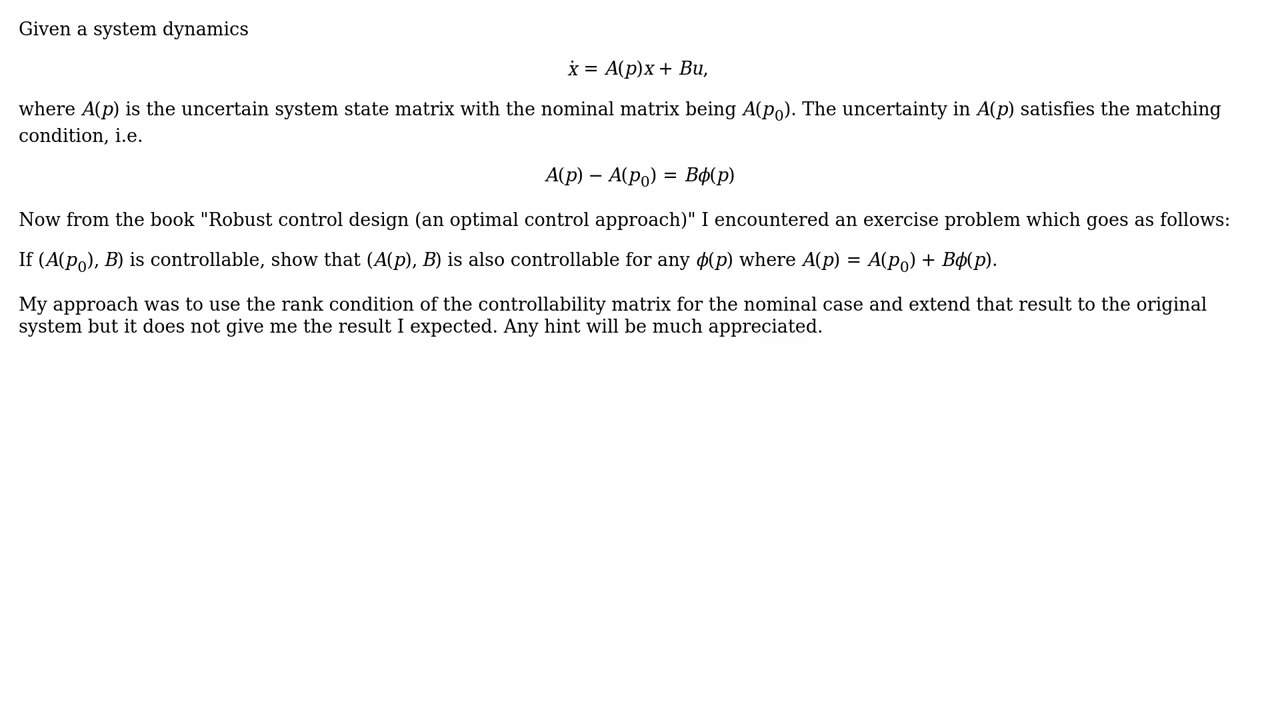 Given a system dynamics
ẋ = A(p)x + Bu,
where A(p) is the uncertain system state matrix with the nominal matrix being A(p₀). The uncertainty in A(p) satisfies the matching
condition, i.e.
A(p) − A(p₀) = Bϕ(p)
Now from the book "Robust control design (an optimal control approach)" I encountered an exercise problem which goes as follows:
If (A(p₀), B) is controllable, show that (A(p), B) is also controllable for any ϕ(p) where A(p) = A(p₀) + Bϕ(p).
My approach was to use the rank condition of the controllability matrix for the nominal case and extend that result to the original
system but it does not give me the result I expected. Any hint will be much appreciated.